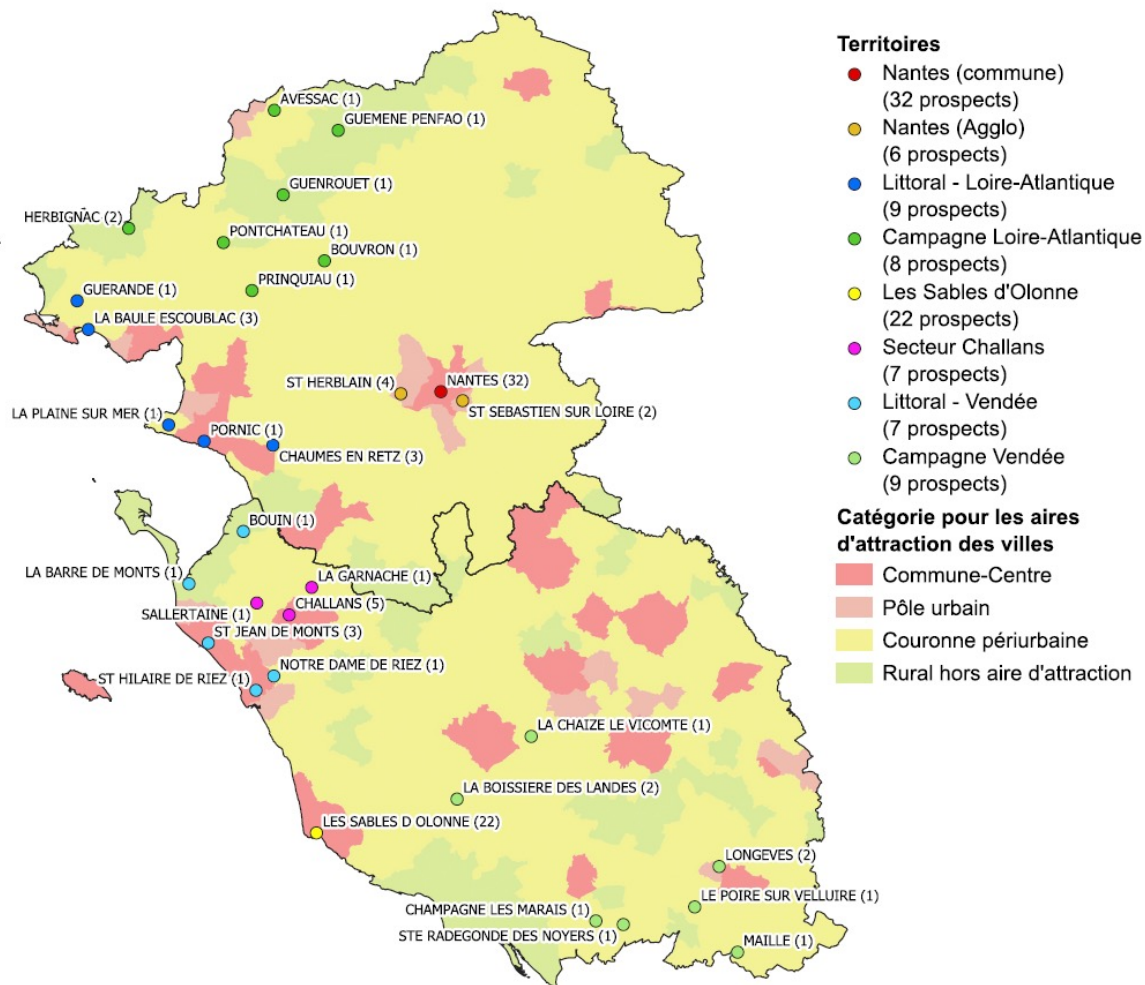 AVESSAC (1)
GUEMENE PENFAO (1)
GUENROUET (1)
HERBIGNAC (2)
PONTCHATEAU (1)
BOUVRON (1)
PRINQUIAU (1)
GUERANDE (1)
LA BAULE ESCOUBLAC (3)
ST HERBLAIN (4)
NANTES (32)
ST SEBASTIEN SUR LOIRE (2)
LA PLAINE SUR MER (1)
PORNIC (1)
CHAUMES EN RETZ (3)
BOUIN (1)
LA BARRE DE MONTS (1)
LA GARNACHE (1)
CHALLANS (5)
SALLERTAINE (1)
ST JEAN DE MONTS (3)
NOTRE DAME DE RIEZ (1)
ST HILAIRE DE RIEZ (1)
LA CHAIZE LE VICOMTE (1)
LA BOISSIERE DES LANDES (2)
LES SABLES D OLONNE (22)
LONGEVES (2)
LE POIRE SUR VELLUIRE (1)
CHAMPAGNE LES MARAIS (1)
STE RADEGONDE DES NOYERS (1)
MAILLE (1)
Territoires
Nantes (commune)
(32 prospects)
Nantes (Agglo)
(6 prospects)
Littoral - Loire-Atlantique
(9 prospects)
Campagne Loire-Atlantique
(8 prospects)
Les Sables d'Olonne
(22 prospects)
Secteur Challans
(7 prospects)
Littoral - Vendée
(7 prospects)
Campagne Vendée
(9 prospects)
Catégorie pour les aires
d'attraction des villes
Commune-Centre
Pôle urbain
Couronne périurbaine
Rural hors aire d'attraction